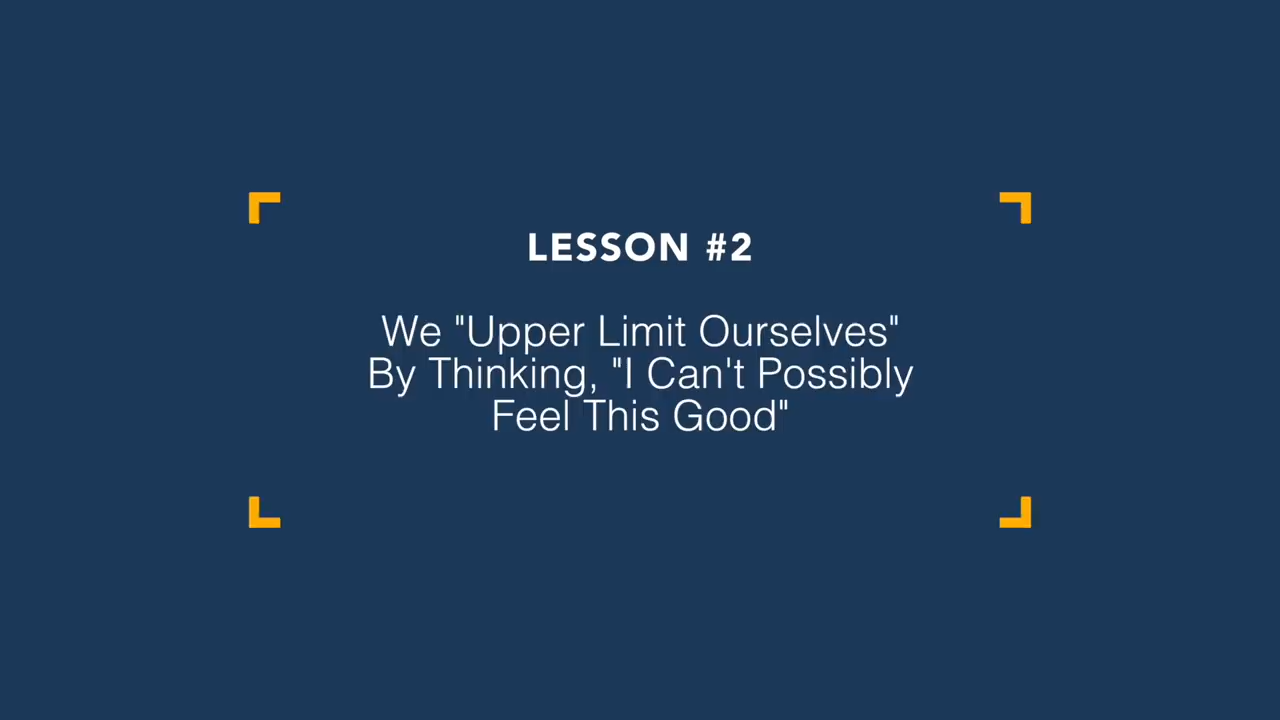 LESSON #2
We "Upper Limit Ourselves"
By Thinking, "I Can't Possibly
Feel This Good"